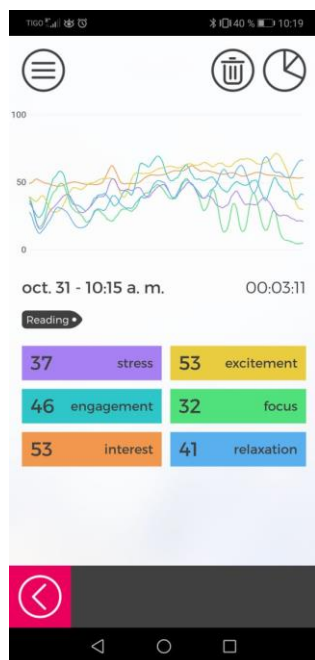 TIGO 40 % 10:19
100
50
0
oct. 31 - 10:15 a. m. 00:03:11
Reading
37 stress 53 excitement
46 engagement 32 focus
53 interest 41 relaxation